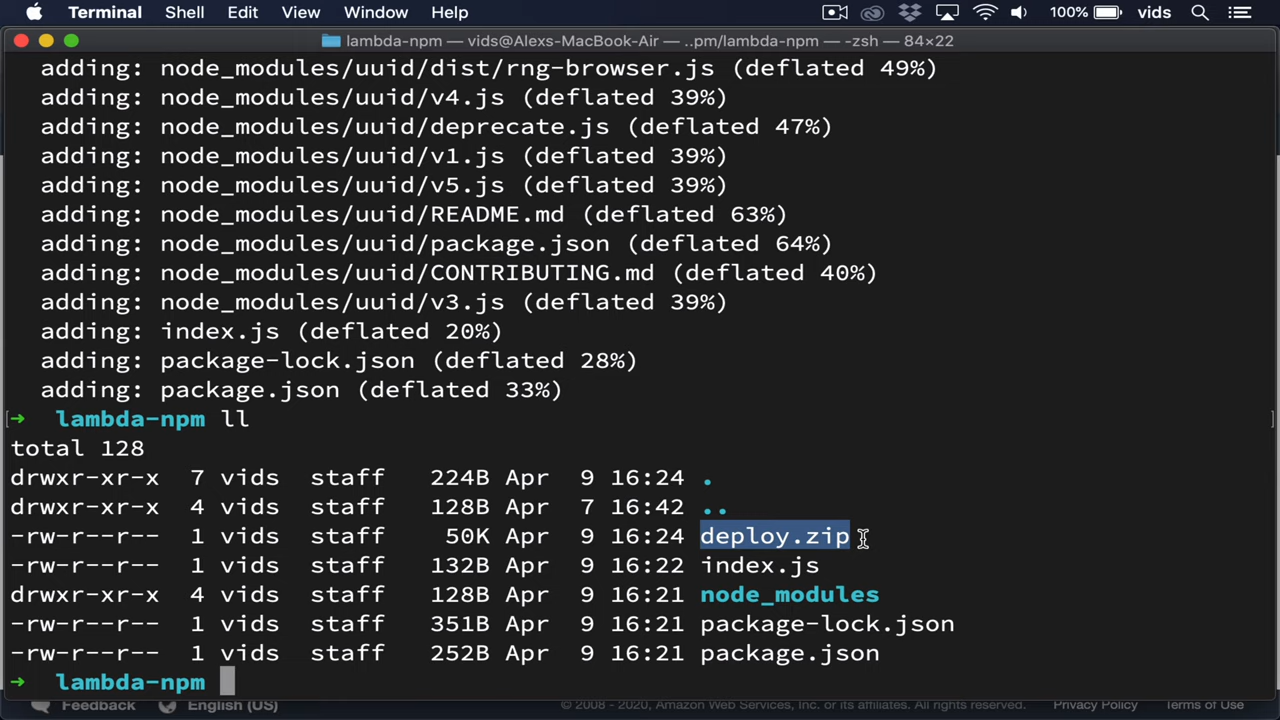 Terminal Shell Edit View Window Help 100% vids
lambda-npm — vids@Alexs-MacBook-Air — ..pm/lambda-npm — -zsh — 84×22
adding: node_modules/uuid/dist/rng-browser.js (deflated 49%)
adding: node_modules/uuid/v4.js (deflated 39%)
adding: node_modules/uuid/deprecate.js (deflated 47%)
adding: node_modules/uuid/v1.js (deflated 39%)
adding: node_modules/uuid/v5.js (deflated 39%)
adding: node_modules/uuid/README.md (deflated 63%)
adding: node_modules/uuid/package.json (deflated 64%)
adding: node_modules/uuid/CONTRIBUTING.md (deflated 40%)
adding: node_modules/uuid/v3.js (deflated 39%)
adding: index.js (deflated 20%)
adding: package-lock.json (deflated 28%)
adding: package.json (deflated 33%)
[➜ lambda-npm ll ]
total 128
drwxr-xr-x 7 vids staff 224B Apr 9 16:24 .
drwxr-xr-x 4 vids staff 128B Apr 7 16:42 ..
-rw-r--r-- 1 vids staff 50K Apr 9 16:24 deploy.zip
-rw-r--r-- 1 vids staff 132B Apr 9 16:22 index.js
drwxr-xr-x 4 vids staff 128B Apr 9 16:21 node_modules
-rw-r--r-- 1 vids staff 351B Apr 9 16:21 package-lock.json
-rw-r--r-- 1 vids staff 252B Apr 9 16:21 package.json
➜ lambda-npm
Feedback English (US) © 2008 - 2020, Amazon Web Services, Inc. or its affiliates. All rights reserved. Privacy Policy Terms of Use